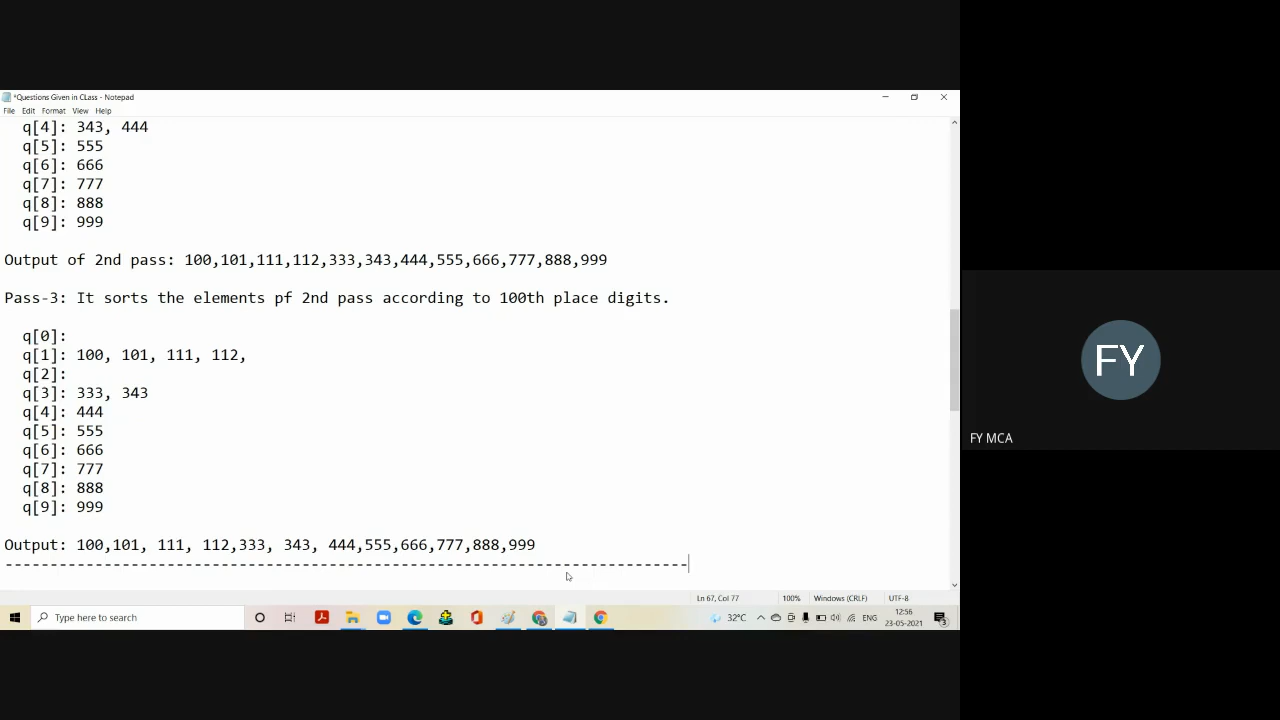 *Questions Given in CLass - Notepad
File Edit Format View Help
q[4]: 343, 444
q[5]: 555
q[6]: 666
q[7]: 777
q[8]: 888
q[9]: 999
Output of 2nd pass: 100,101,111,112,333,343,444,555,666,777,888,999
Pass-3: It sorts the elements pf 2nd pass according to 100th place digits.
q[0]:
q[1]: 100, 101, 111, 112,
q[2]:
q[3]: 333, 343
q[4]: 444
q[5]: 555
q[6]: 666
q[7]: 777
q[8]: 888
q[9]: 999
Output: 100,101, 111, 112,333, 343, 444,555,666,777,888,999
----------------------------------------------------------------------------
Ln 67, Col 77 100% Windows (CRLF) UTF-8
Type here to search 32°C ENG 12:56
23-05-2021 3
FY
FY MCA